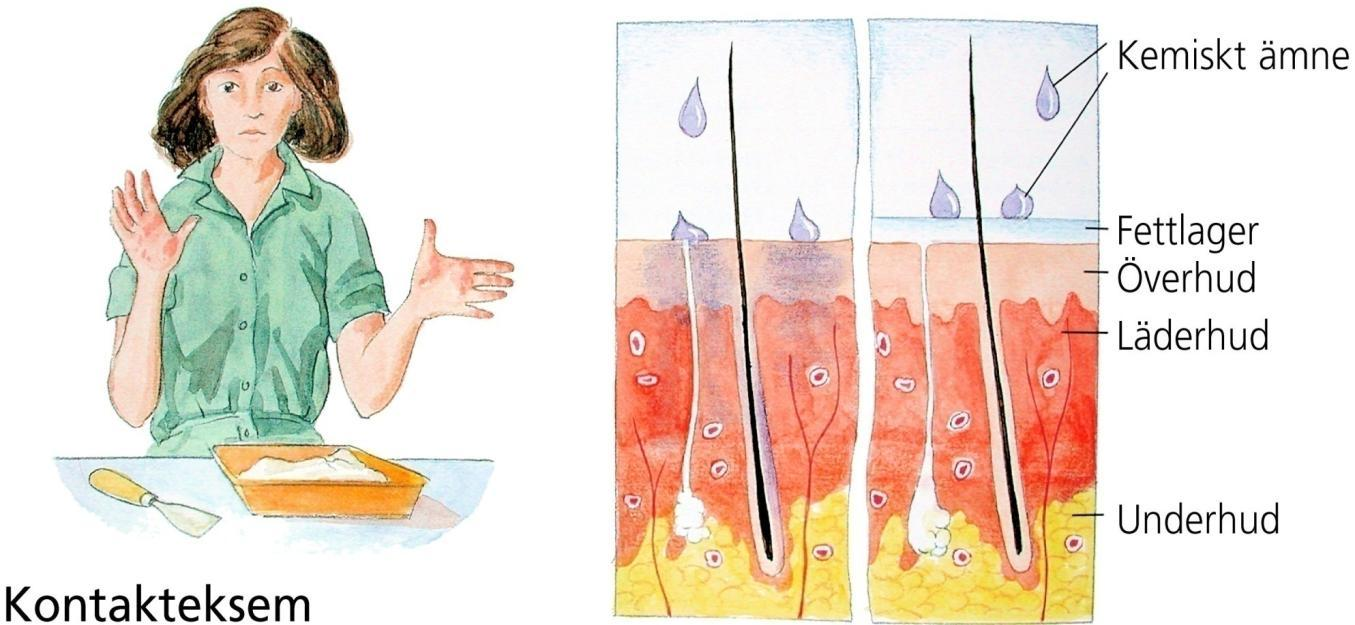 Kemiskt ämne
Fettlager
Överhud
Läderhud
Underhud
Kontakteksem